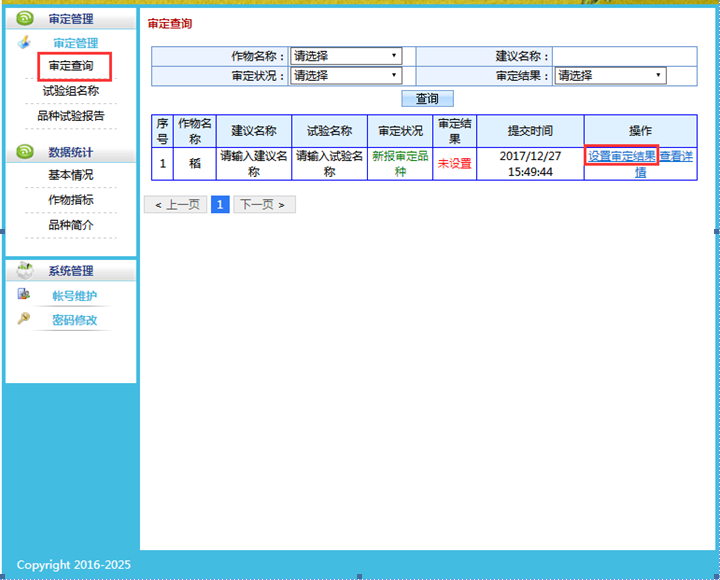 审定管理
审定管理
审定查询
试验组名称
品种试验报告
数据统计
基本情况
作物指标
品种简介
系统管理
帐号维护
密码修改
审定查询
作物名称： 请选择 建议名称：
审定状况： 请选择 审定结果： 请选择
查询
序号 作物名称 建议名称 试验名称 审定状况 审定结果 提交时间 操作
1 稻 请输入建议名称 请输入试验名称 新报审定品种 未设置 2017/12/27 15:49:44 设置审定结果 查看详情
< 上一页 1 下一页 >
Copyright 2016-2025